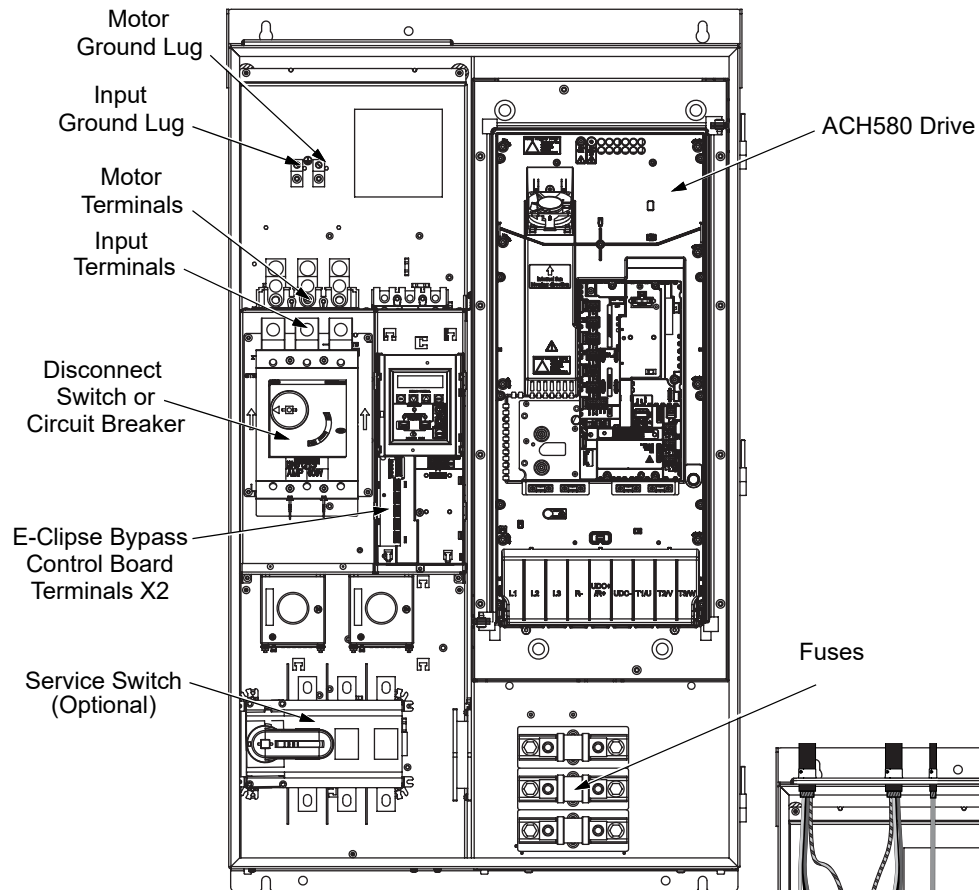 Motor
Ground Lug
Input
Ground Lug
ACH580 Drive
Motor
Terminals
Input
Terminals
Disconnect
Switch or
Circuit Breaker
E-Clipse Bypass
Control Board
Terminals X2
L1 L2 L3 R- UDC+ /R+ UDC- T1/U T2/V T3/W
Fuses
Service Switch
(Optional)